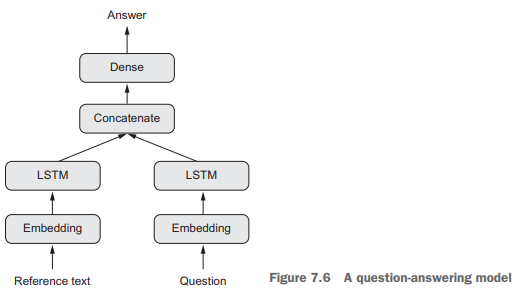 Answer
Dense
Concatenate
LSTM LSTM
Embedding Embedding
Reference text Question
Figure 7.6 A question-answering model